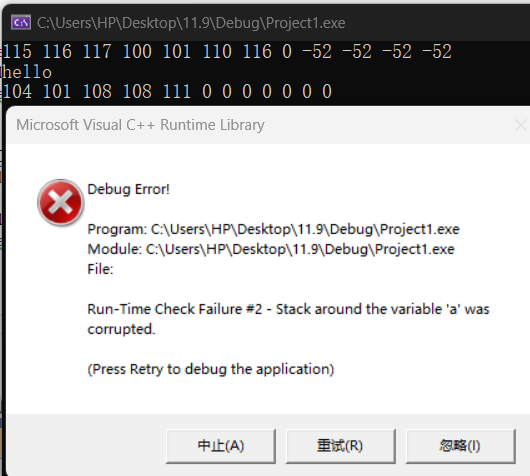 C:\Users\HP\Desktop\11.9\Debug\Project1.exe
115 116 117 100 101 110 116 0 -52 -52 -52 -52
hello
104 101 108 108 111 0 0 0 0 0 0 0
Microsoft Visual C++ Runtime Library
Debug Error!
Program: C:\Users\HP\Desktop\11.9\Debug\Project1.exe
Module: C:\Users\HP\Desktop\11.9\Debug\Project1.exe
File:
Run-Time Check Failure #2 - Stack around the variable 'a' was
corrupted.
(Press Retry to debug the application)
中止(A) 重试(R) 忽略(I)